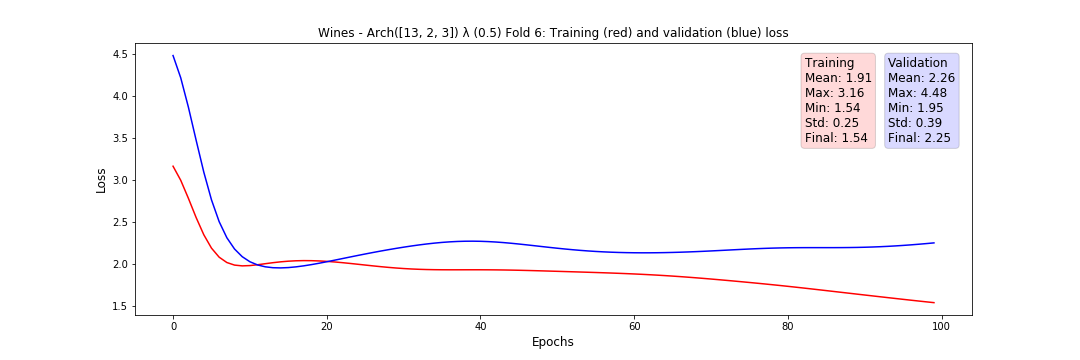 Wines - Arch([13, 2, 3]) λ (0.5) Fold 6: Training (red) and validation (blue) loss
Training
Mean: 1.91
Max: 3.16
Min: 1.54
Std: 0.25
Final: 1.54
Validation
Mean: 2.26
Max: 4.48
Min: 1.95
Std: 0.39
Final: 2.25
Loss
4.5
4.0
3.5
3.0
2.5
2.0
1.5
0
20
40
60
80
100
Epochs